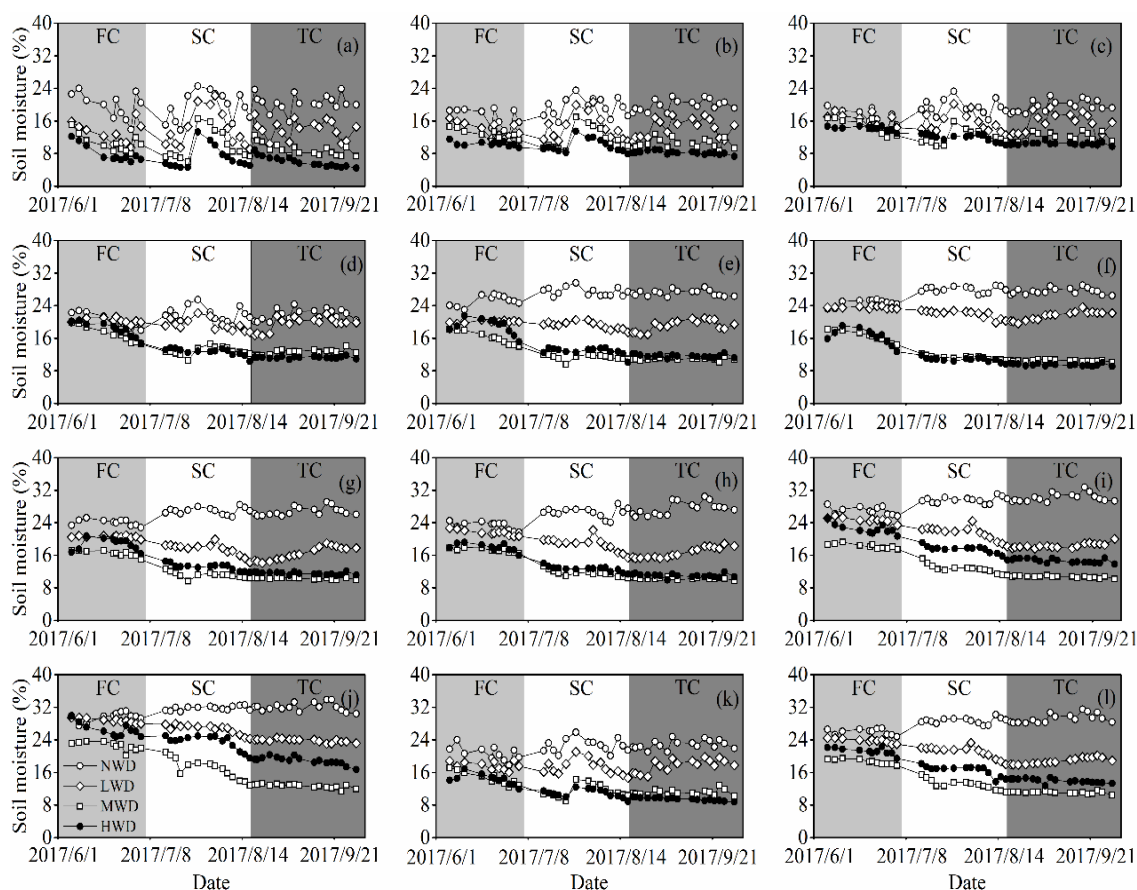 40 FC SC TC (a) 40 FC SC TC (b) 40 FC SC TC (c)
32 32 32
24 24 24
16 16 16
8 8 8
0 0 0
Soil moisture (%)
2017/6/1 2017/7/8 2017/8/14 2017/9/21 2017/6/1 2017/7/8 2017/8/14 2017/9/21 2017/6/1 2017/7/8 2017/8/14 2017/9/21
40 FC SC TC (d) 40 FC SC TC (e) 40 FC SC TC (f)
32 32 32
24 24 24
16 16 16
8 8 8
0 0 0
Soil moisture (%)
2017/6/1 2017/7/8 2017/8/14 2017/9/21 2017/6/1 2017/7/8 2017/8/14 2017/9/21 2017/6/1 2017/7/8 2017/8/14 2017/9/21
40 FC SC TC (g) 40 FC SC TC (h) 40 FC SC TC (i)
32 32 32
24 24 24
16 16 16
8 8 8
0 0 0
Soil moisture (%)
2017/6/1 2017/7/8 2017/8/14 2017/9/21 2017/6/1 2017/7/8 2017/8/14 2017/9/21 2017/6/1 2017/7/8 2017/8/14 2017/9/21
40 FC SC TC (j) 40 FC SC TC (k) 40 FC SC TC (l)
32 32 32
24 24 24
16 16 16
8 8 8
0 0 0
Soil moisture (%)
NWD
LWD
MWD
HWD
2017/6/1 2017/7/8 2017/8/14 2017/9/21 2017/6/1 2017/7/8 2017/8/14 2017/9/21 2017/6/1 2017/7/8 2017/8/14 2017/9/21
Date Date Date